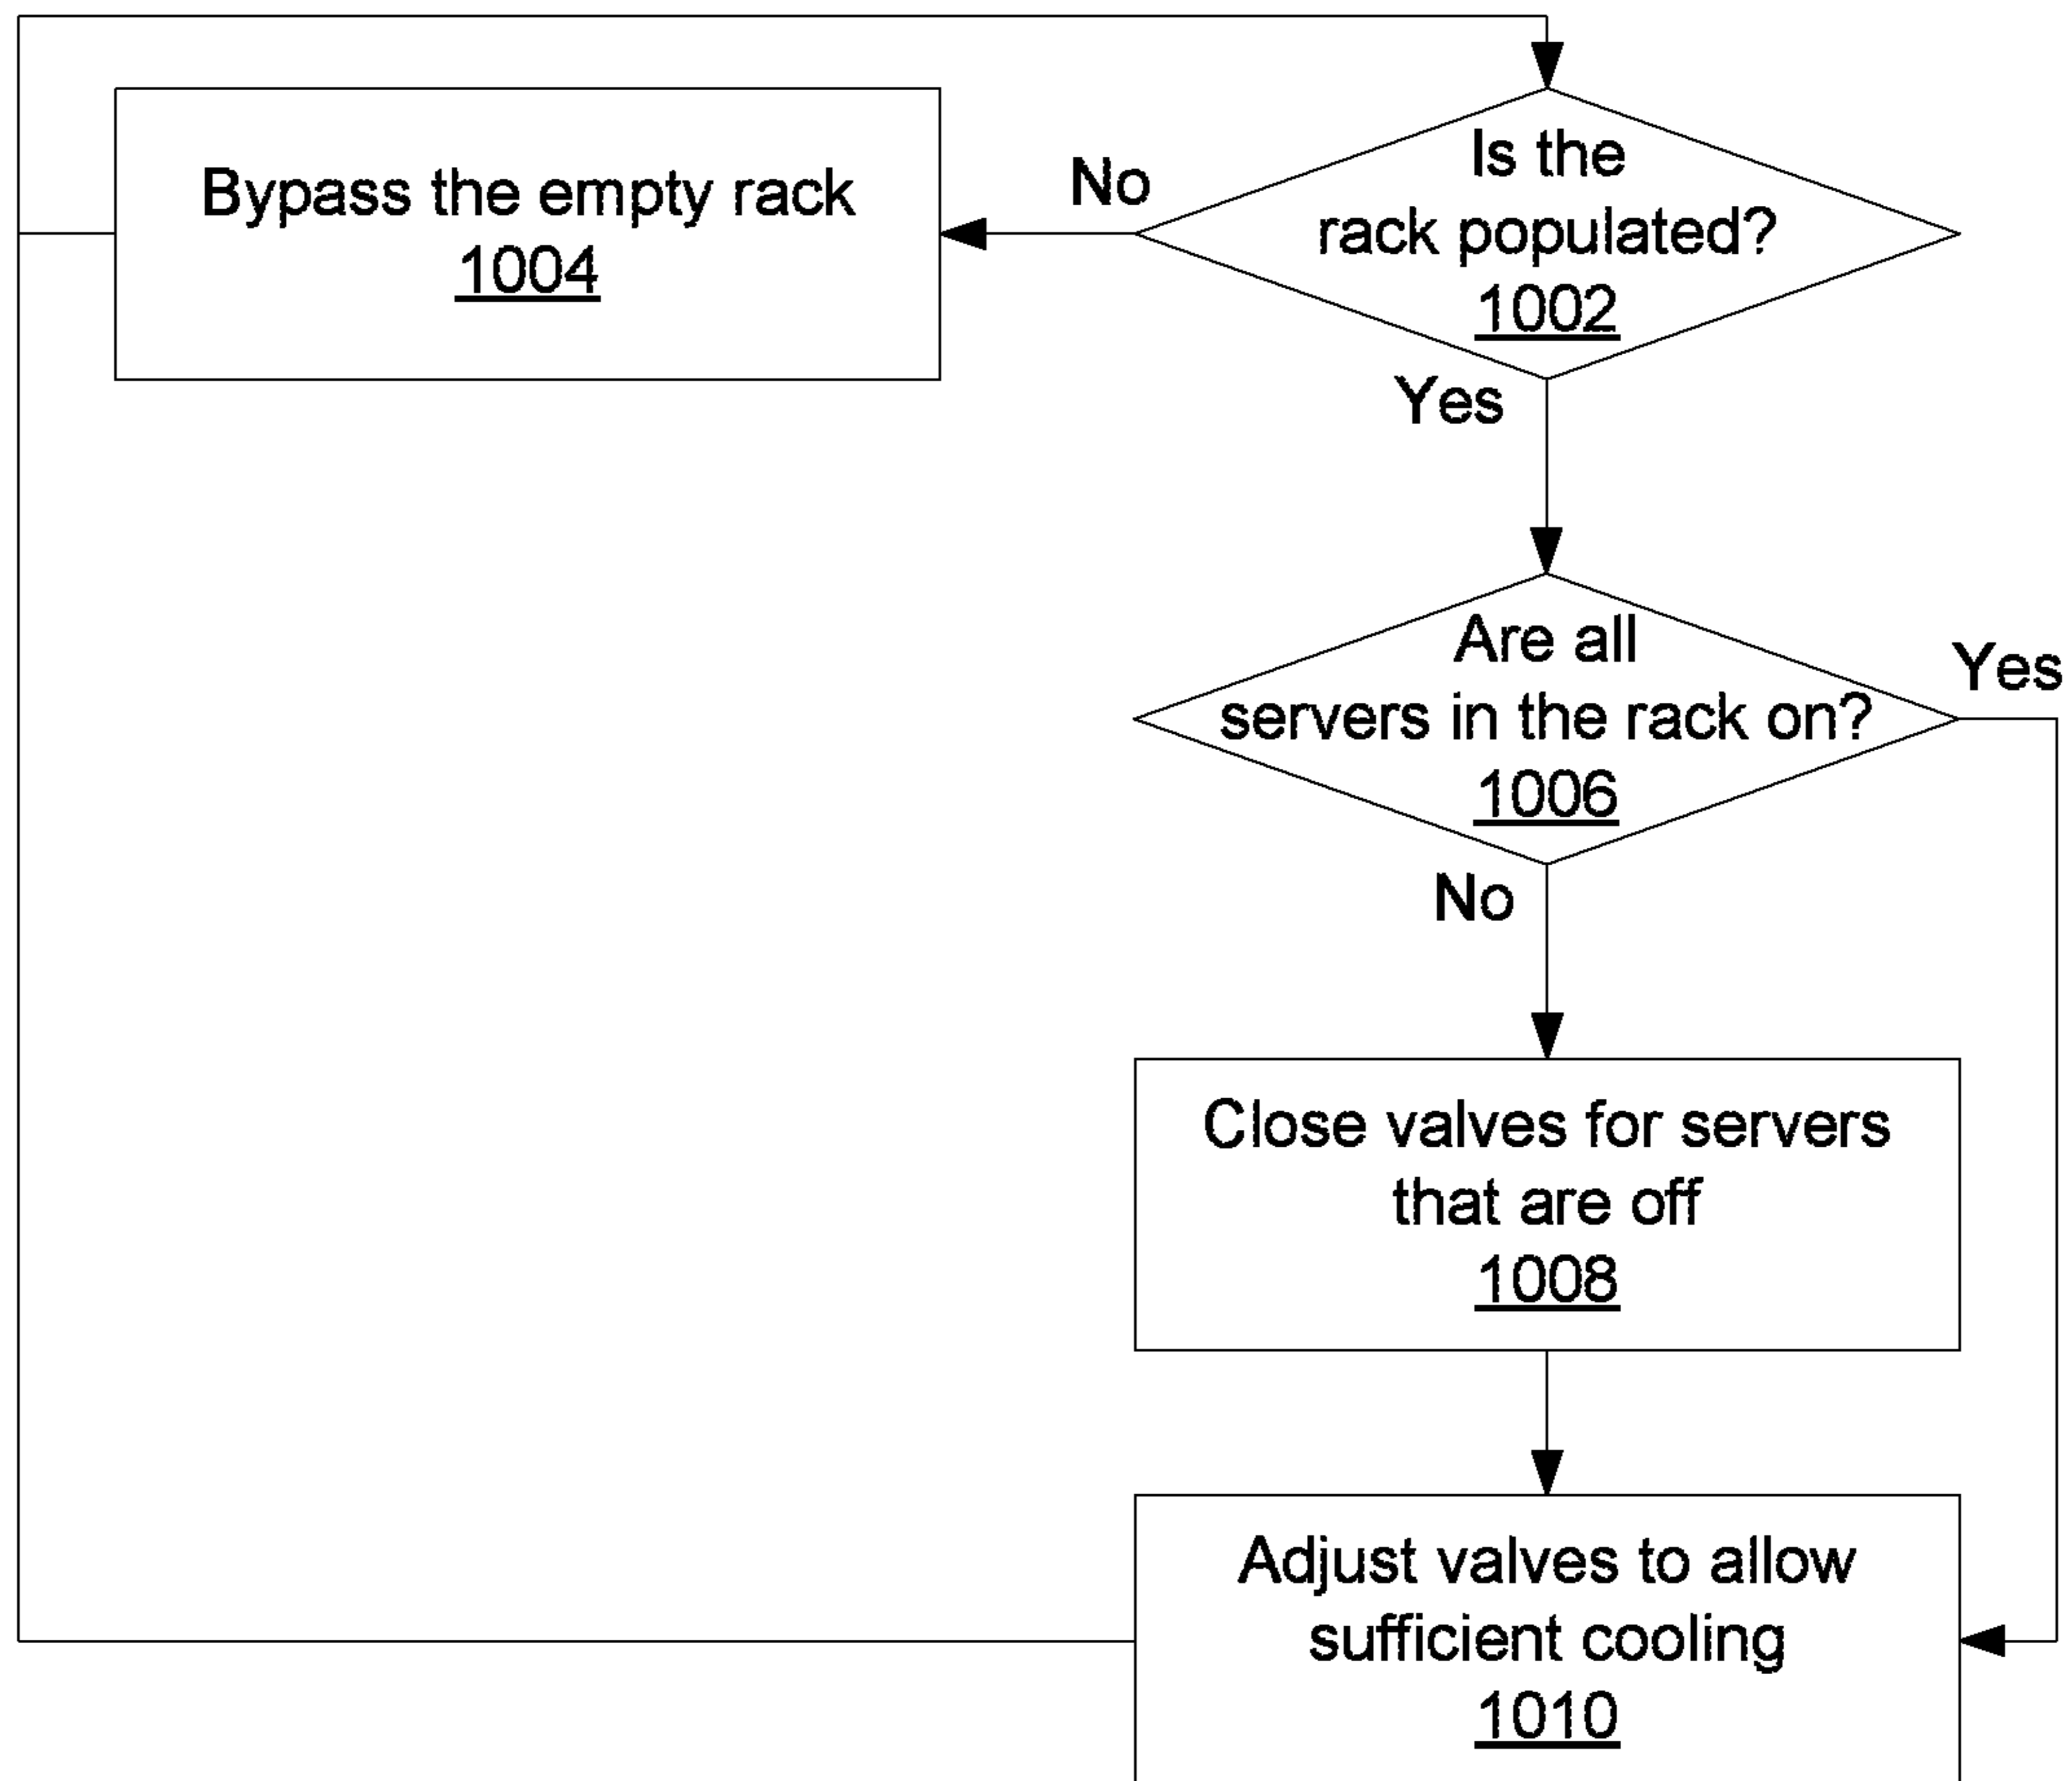 Is the
rack populated?
1002
No
Bypass the empty rack
1004
Yes
Are all
servers in the rack on?
1006
Yes
No
Close valves for servers
that are off
1008
Adjust valves to allow
sufficient cooling
1010